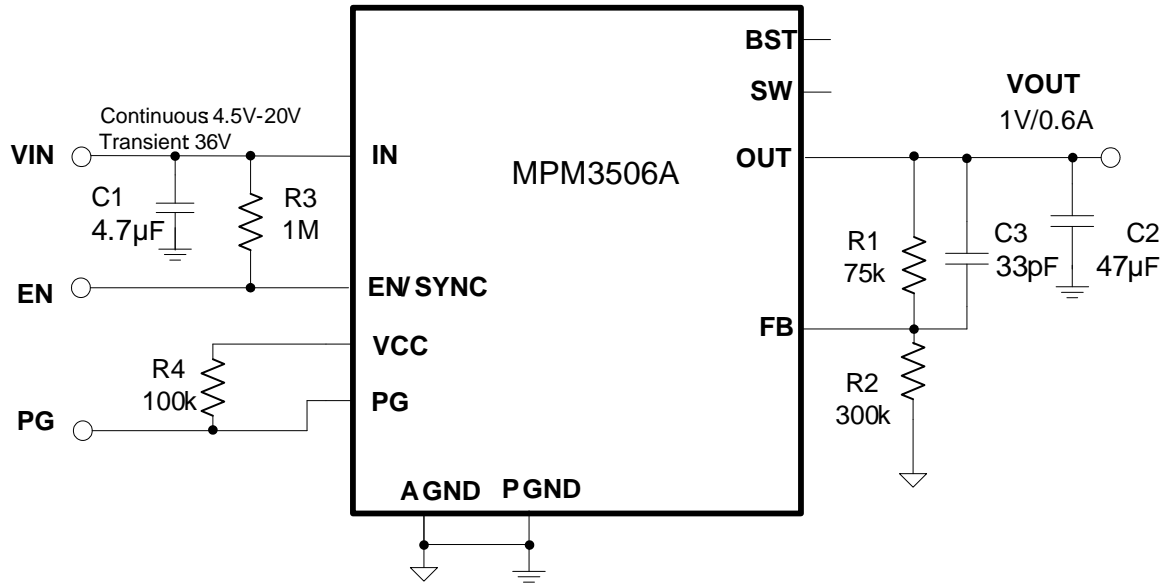 BST
SW
VOUT
1V/0.6A
Continuous: 4.5V-20V
Transient: 36V
VIN
IN
MPM3506A
OUT
C1
4.7µF
R3
1M
R1
75k
C3
33pF
C2
47µF
EN
EN/SYNC
FB
VCC
R4
100k
PG
PG
R2
300k
AGND
PGND